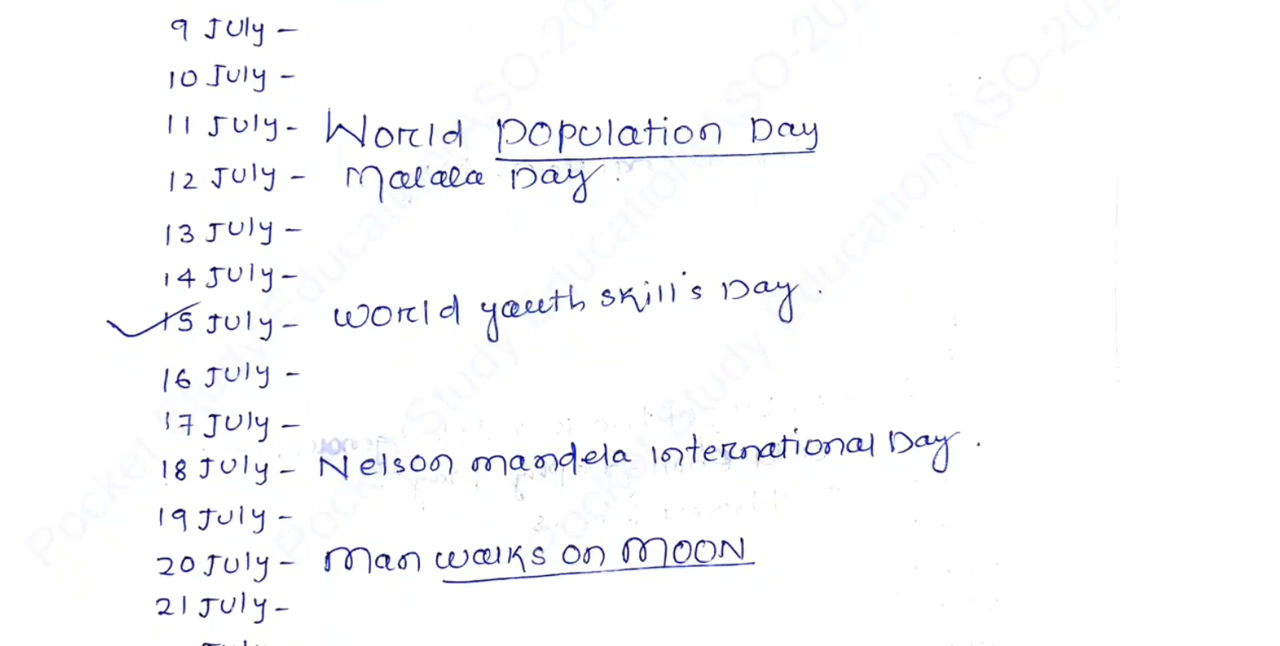 9 July -
10 July -
11 July - World Population Day
12 July - Malala Day.
13 July -
14 July -
15 July - World youth skill's Day.
16 July -
17 July -
18 July - Nelson mandela International Day.
19 July -
20 July - Man walks on MOON
21 July -